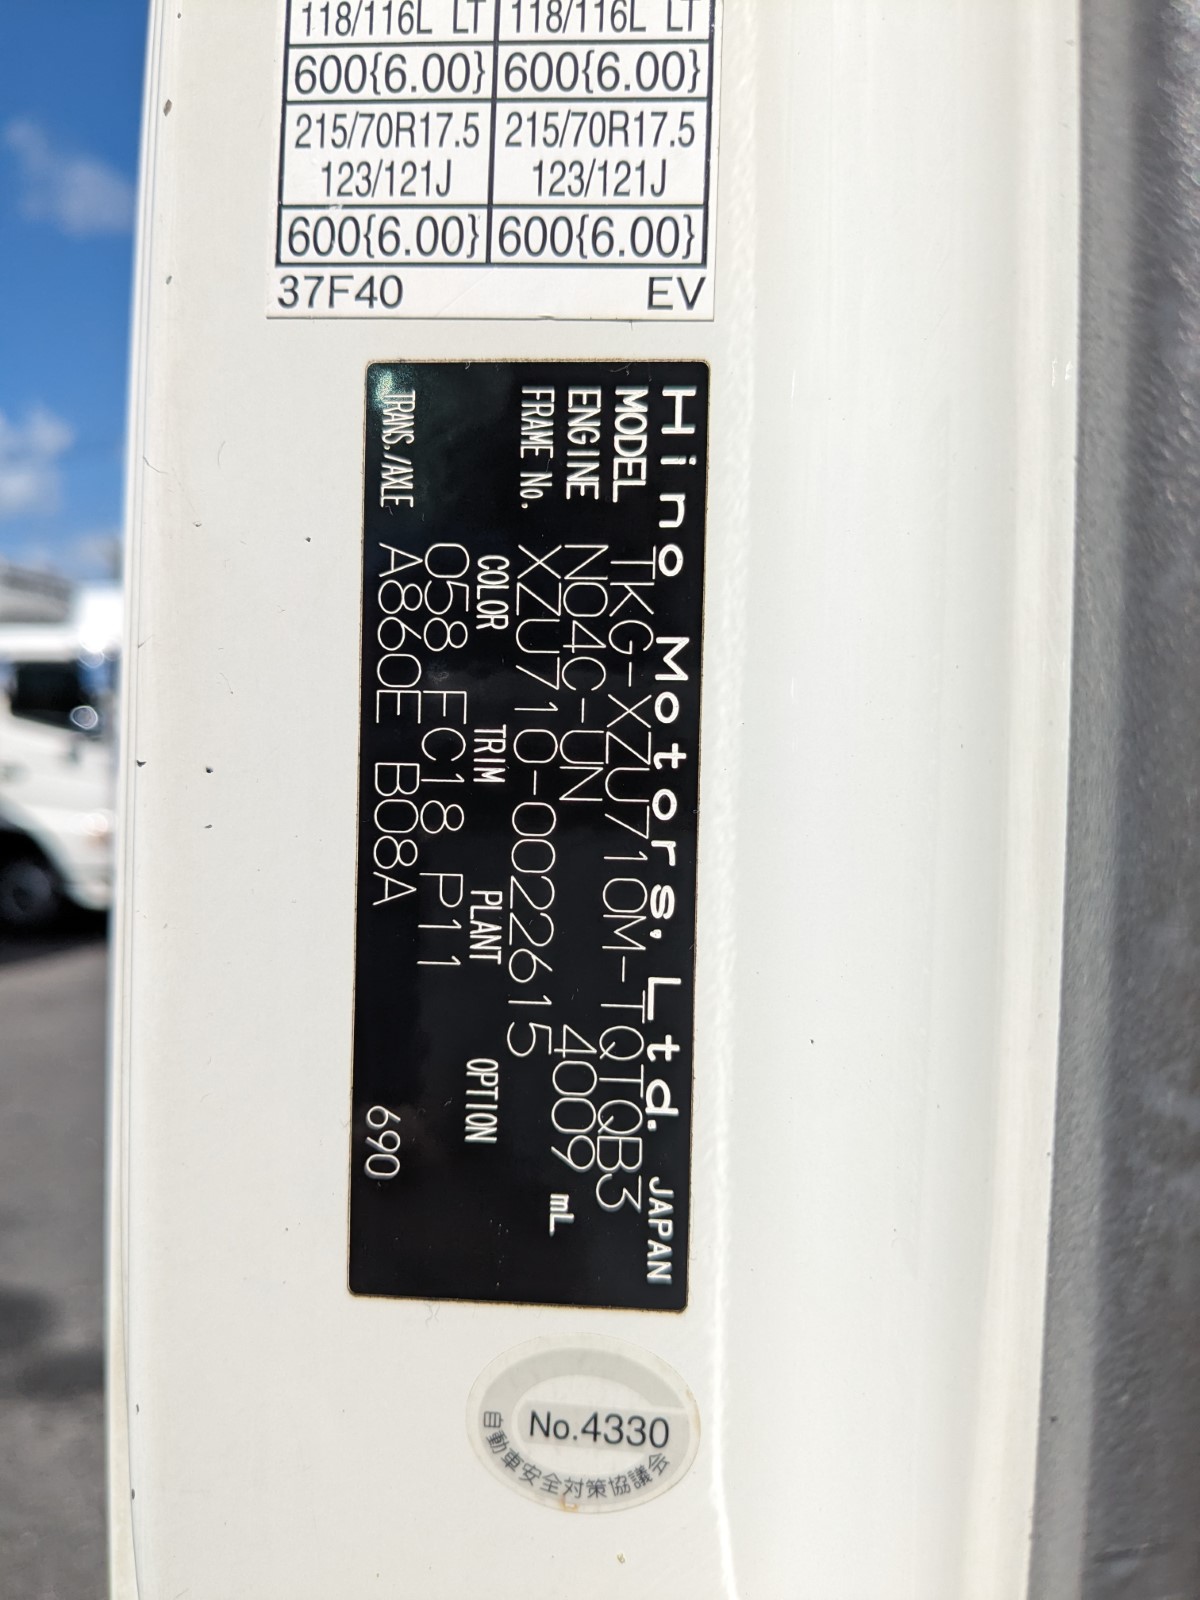 118/116L LT 118/116L LT
600{6.00} 600{6.00}
215/70R17.5 215/70R17.5
123/121J 123/121J
600{6.00} 600{6.00}
37F40 EV
Hino Motors, Ltd. JAPAN
MODEL TKG-XZU710M-TQTQB3
ENGINE N04C-UN 4009 mL
FRAME No. XZU710-0022615
COLOR TRIM PLANT OPTION
058 FC18 P11
TRANS./AXLE A860E B08A 690
No.4330
自動車安全対策協議会